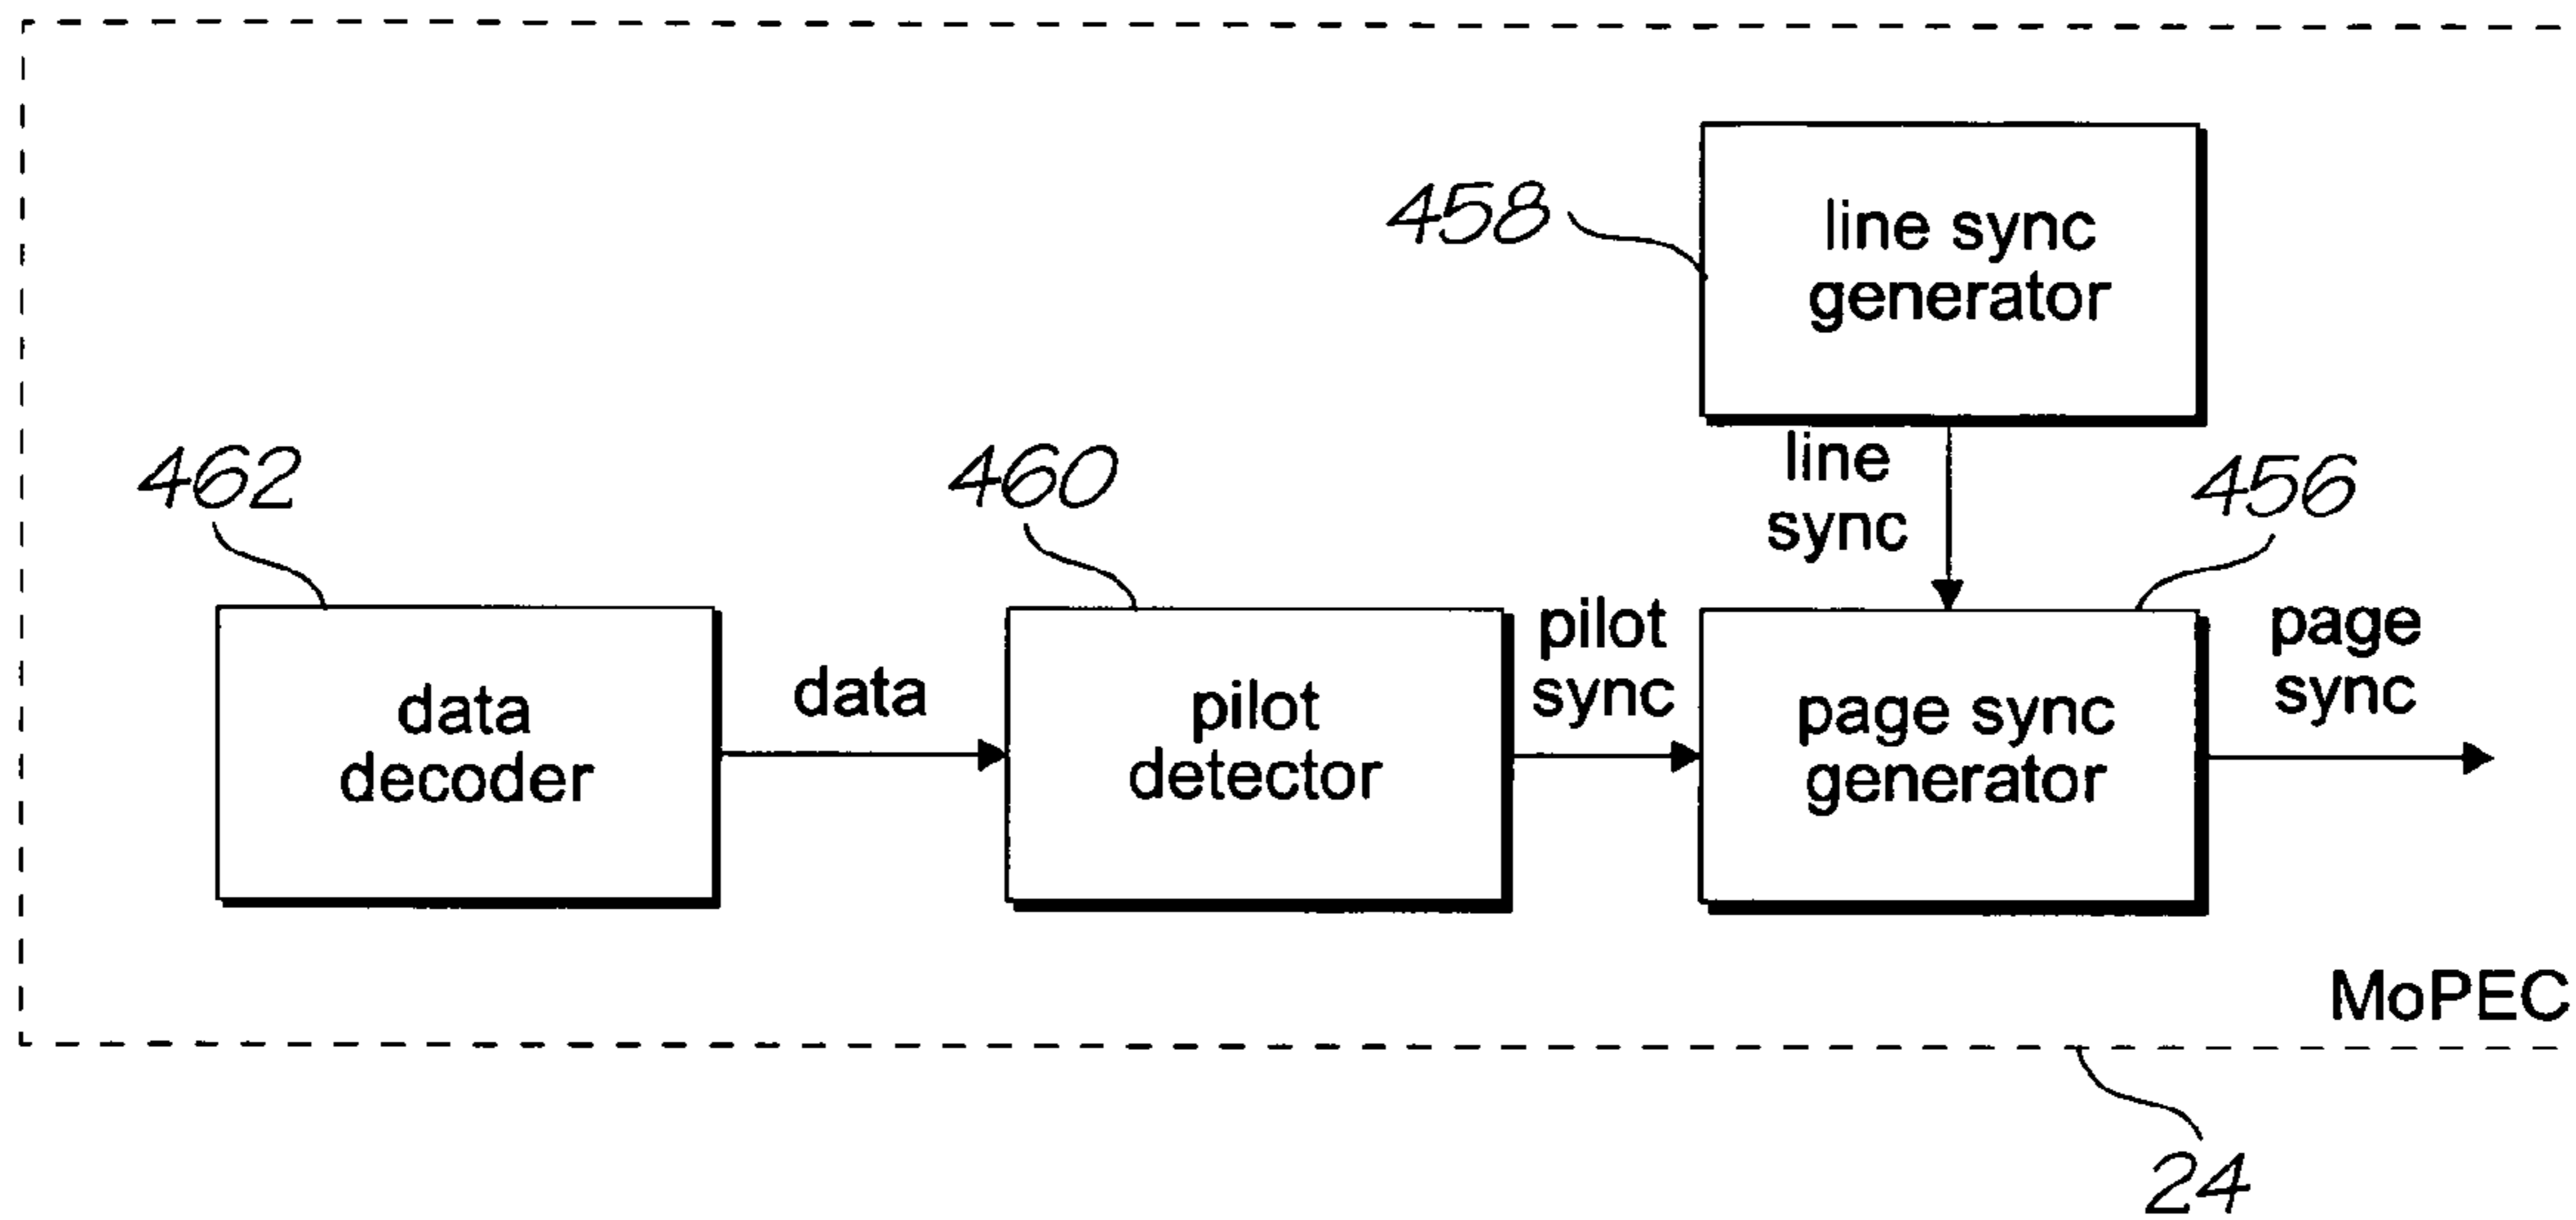 458
line sync
generator
line
sync
462
460
456
data
decoder
data
pilot
detector
pilot
sync
page sync
generator
page
sync
MoPEC
24